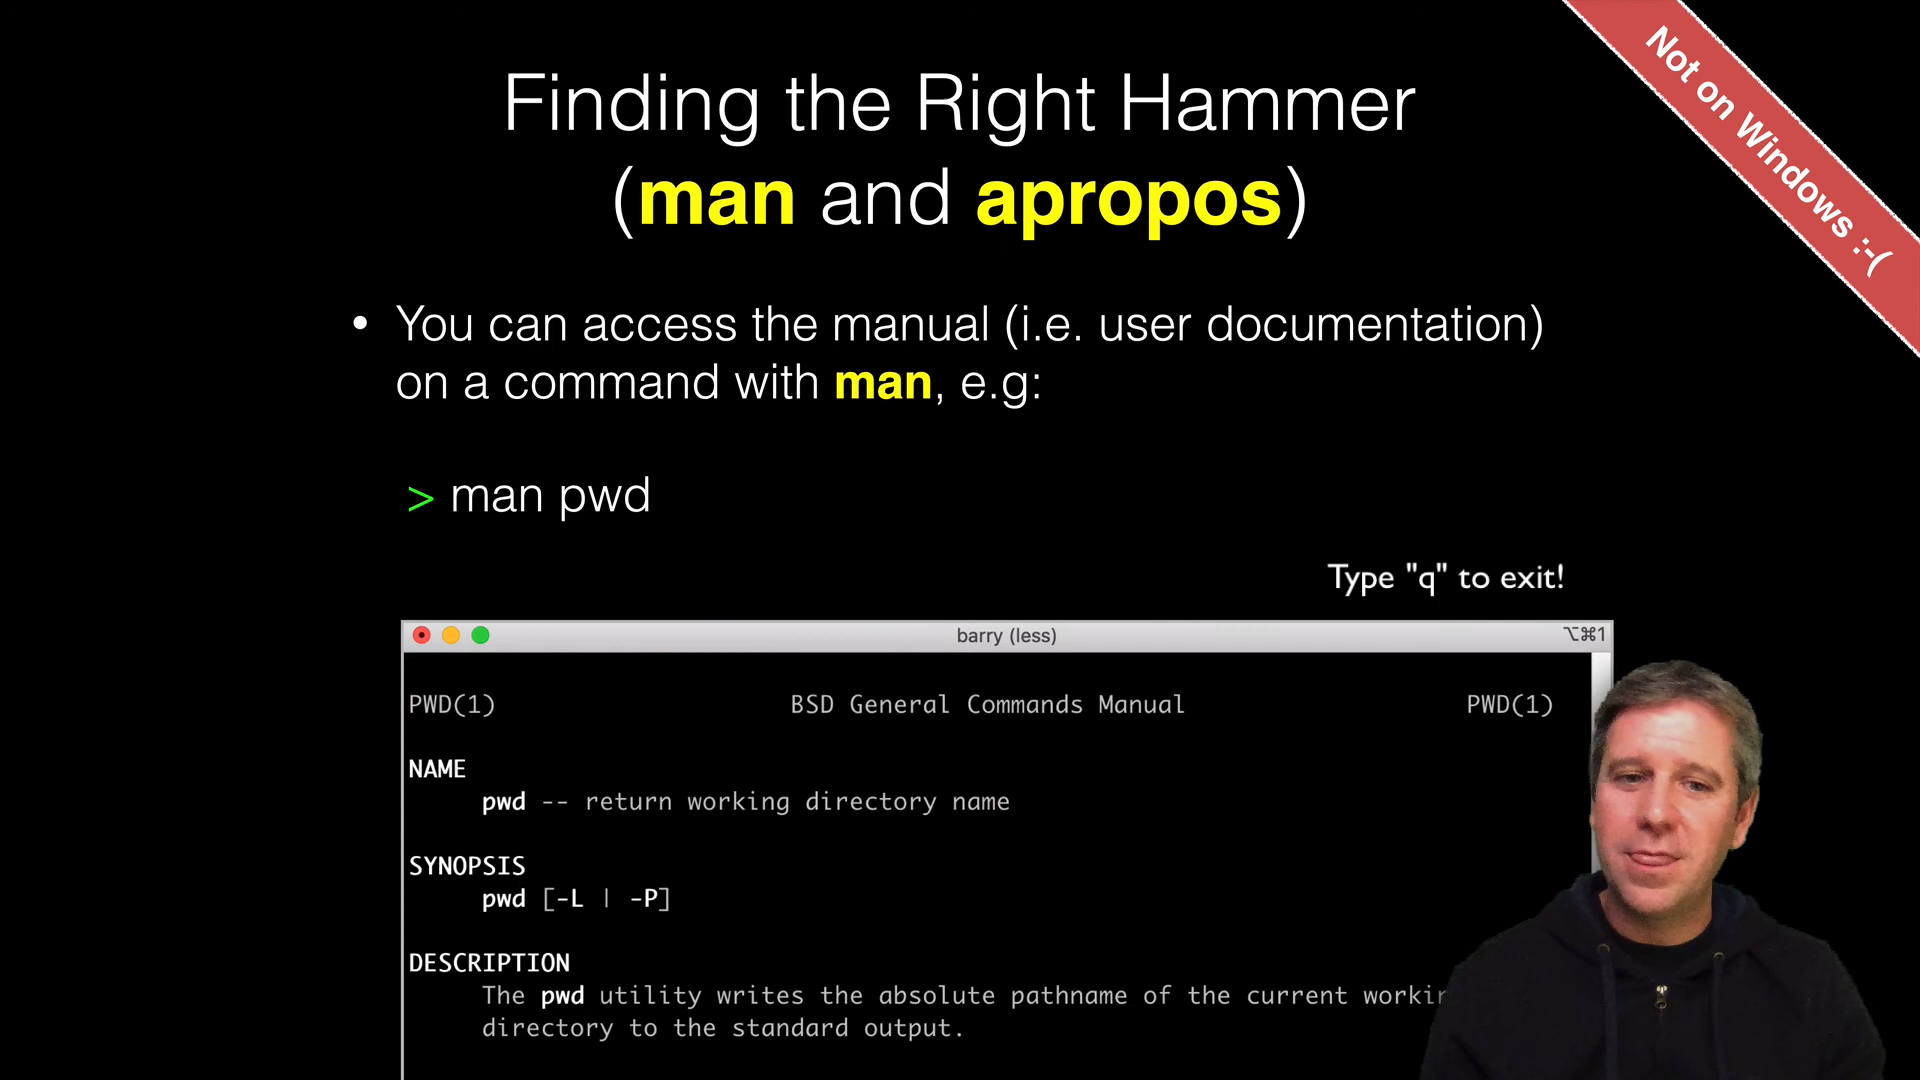 Finding the Right Hammer
(man and apropos)
Not on Windows :-(
• You can access the manual (i.e. user documentation)
on a command with man, e.g:
> man pwd
Type "q" to exit!
barry (less) ⌥⌘1
PWD(1) BSD General Commands Manual PWD(1)
NAME
pwd -- return working directory name
SYNOPSIS
pwd [-L | -P]
DESCRIPTION
The pwd utility writes the absolute pathname of the current workin
directory to the standard output.